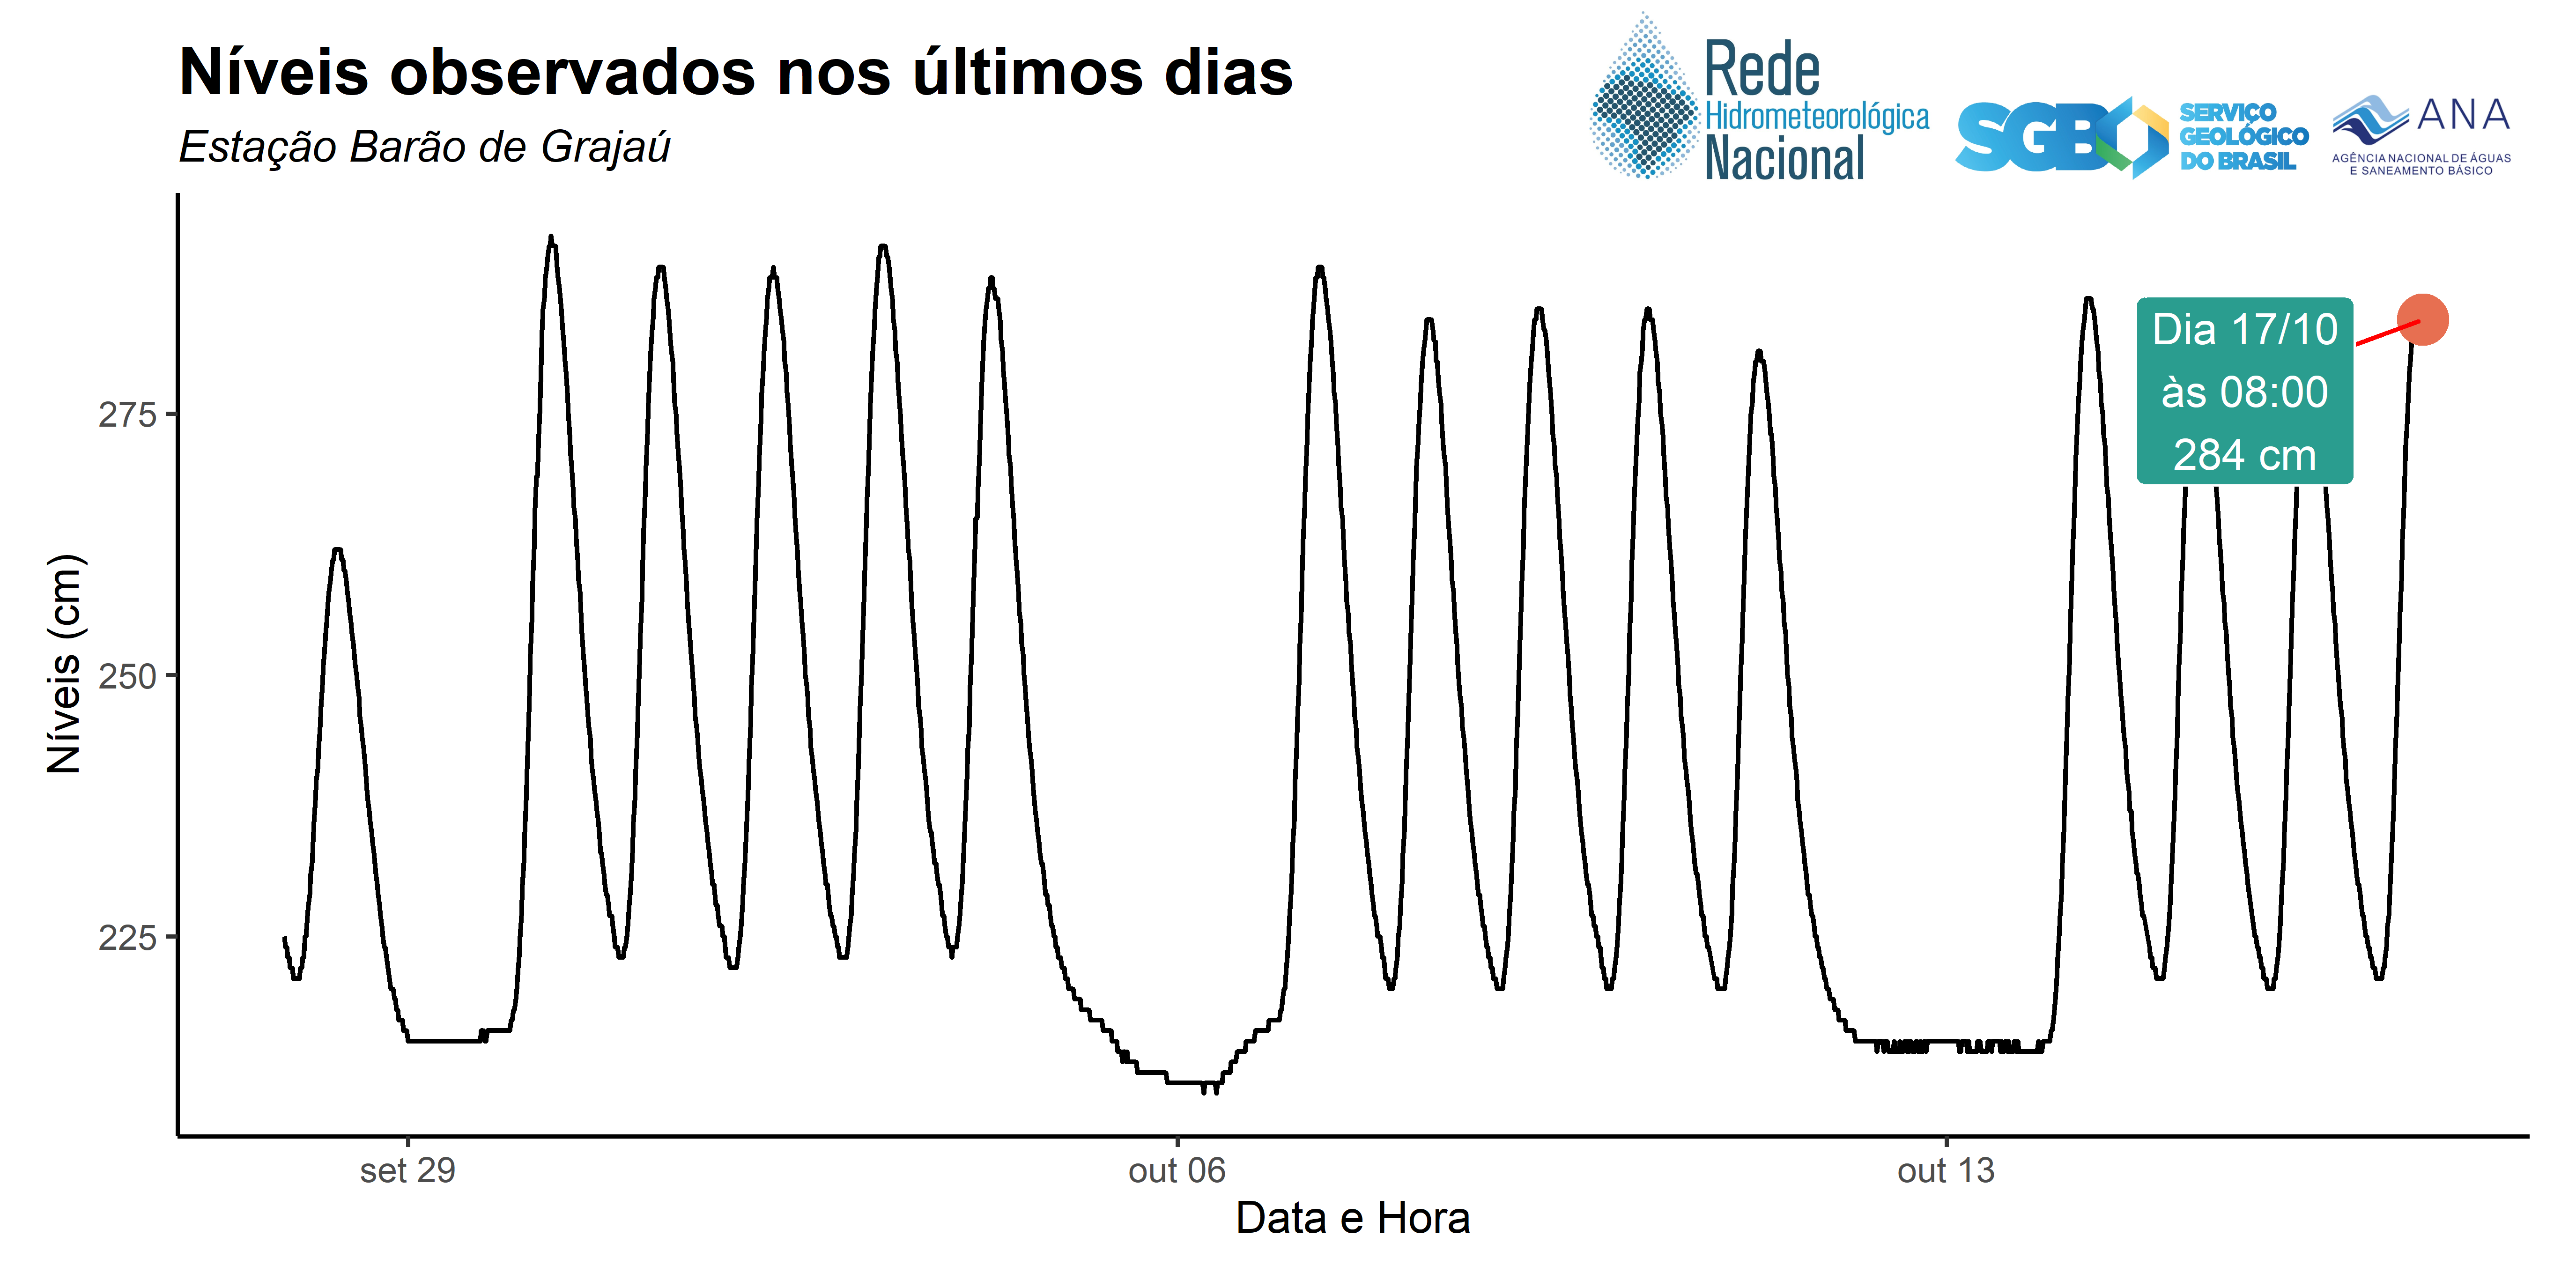 Níveis observados nos últimos dias
Estação Barão de Grajaú
Rede
Hidrometeorológica
Nacional
SGB
SERVIÇO
GEOLÓGICO
DO BRASIL
ANA
AGÊNCIA NACIONAL DE ÁGUAS
E SANEAMENTO BÁSICO
Níveis (cm)
275
250
225
Dia 17/10
às 08:00
284 cm
set 29
out 06
out 13
Data e Hora